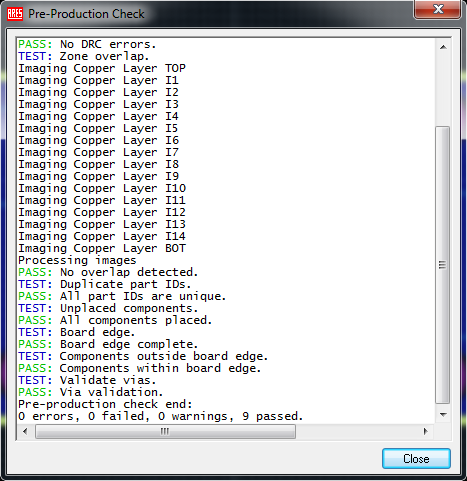 ARES Pre-Production Check
PASS: No DRC errors.
TEST: Zone overlap.
Imaging Copper Layer TOP
Imaging Copper Layer I1
Imaging Copper Layer I2
Imaging Copper Layer I3
Imaging Copper Layer I4
Imaging Copper Layer I5
Imaging Copper Layer I6
Imaging Copper Layer I7
Imaging Copper Layer I8
Imaging Copper Layer I9
Imaging Copper Layer I10
Imaging Copper Layer I11
Imaging Copper Layer I12
Imaging Copper Layer I13
Imaging Copper Layer I14
Imaging Copper Layer BOT
Processing images
PASS: No overlap detected.
TEST: Duplicate part IDs.
PASS: All part IDs are unique.
TEST: Unplaced components.
PASS: All components placed.
TEST: Board edge.
PASS: Board edge complete.
TEST: Components outside board edge.
PASS: Components within board edge.
TEST: Validate vias.
PASS: Via validation.
Pre-production check end:
0 errors, 0 failed, 0 warnings, 9 passed.
Close